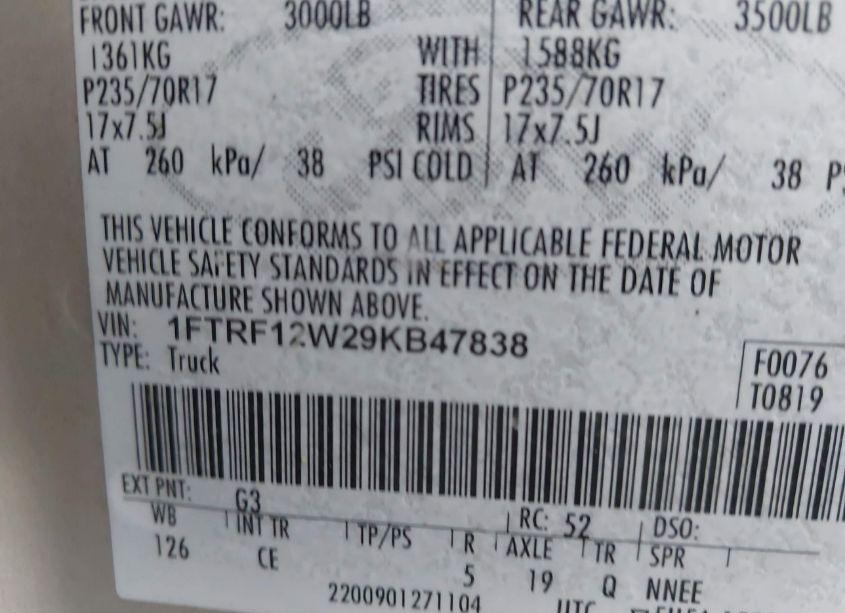 FRONT GAWR: 3000LB REAR GAWR: 3500LB
1361KG WITH 1588KG
P235/70R17 TIRES P235/70R17
17x7.5J RIMS 17x7.5J
AT 260 kPa/ 38 PSI COLD AT 260 kPa/ 38
THIS VEHICLE CONFORMS TO ALL APPLICABLE FEDERAL MOTOR
VEHICLE SAFETY STANDARDS IN EFFECT ON THE DATE OF
MANUFACTURE SHOWN ABOVE.
VIN: 1FTRF12W29KB47838
TYPE: Truck
F0076
T0819
EXT PNT: G3 RC: 52 DSO:
WB INT TR TP/PS R AXLE TR SPR
126 CE 5 19 Q NNEE
2200901271104 UTC